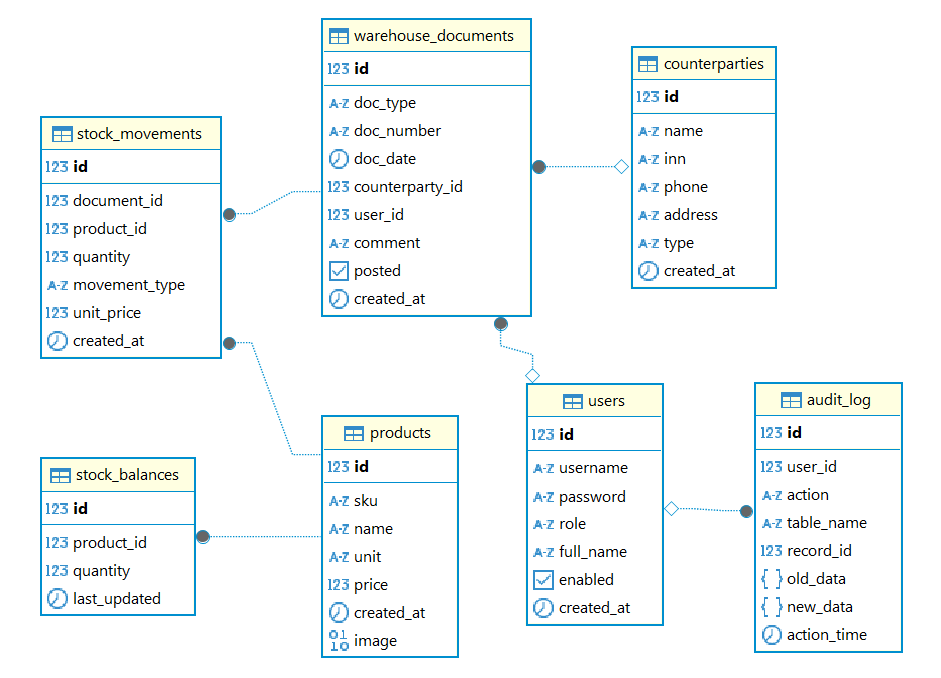 warehouse_documents
123 id
A-Z doc_type
A-Z doc_number
doc_date
123 counterparty_id
123 user_id
A-Z comment
posted
created_at
counterparties
123 id
A-Z name
A-Z inn
A-Z phone
A-Z address
A-Z type
created_at
stock_movements
123 id
123 document_id
123 product_id
123 quantity
A-Z movement_type
123 unit_price
created_at
products
123 id
A-Z sku
A-Z name
A-Z unit
123 price
created_at
01 10 image
stock_balances
123 id
123 product_id
123 quantity
last_updated
users
123 id
A-Z username
A-Z password
A-Z role
A-Z full_name
enabled
created_at
audit_log
123 id
123 user_id
A-Z action
A-Z table_name
123 record_id
{ } old_data
{ } new_data
action_time